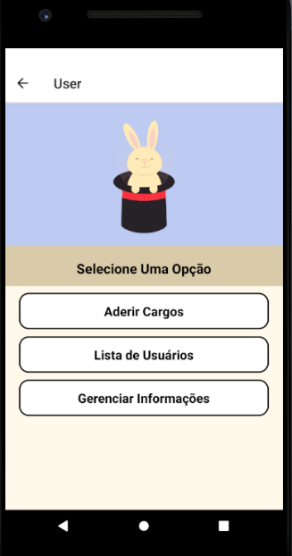 User
Selecione Uma Opção
Aderir Cargos
Lista de Usuários
Gerenciar Informações